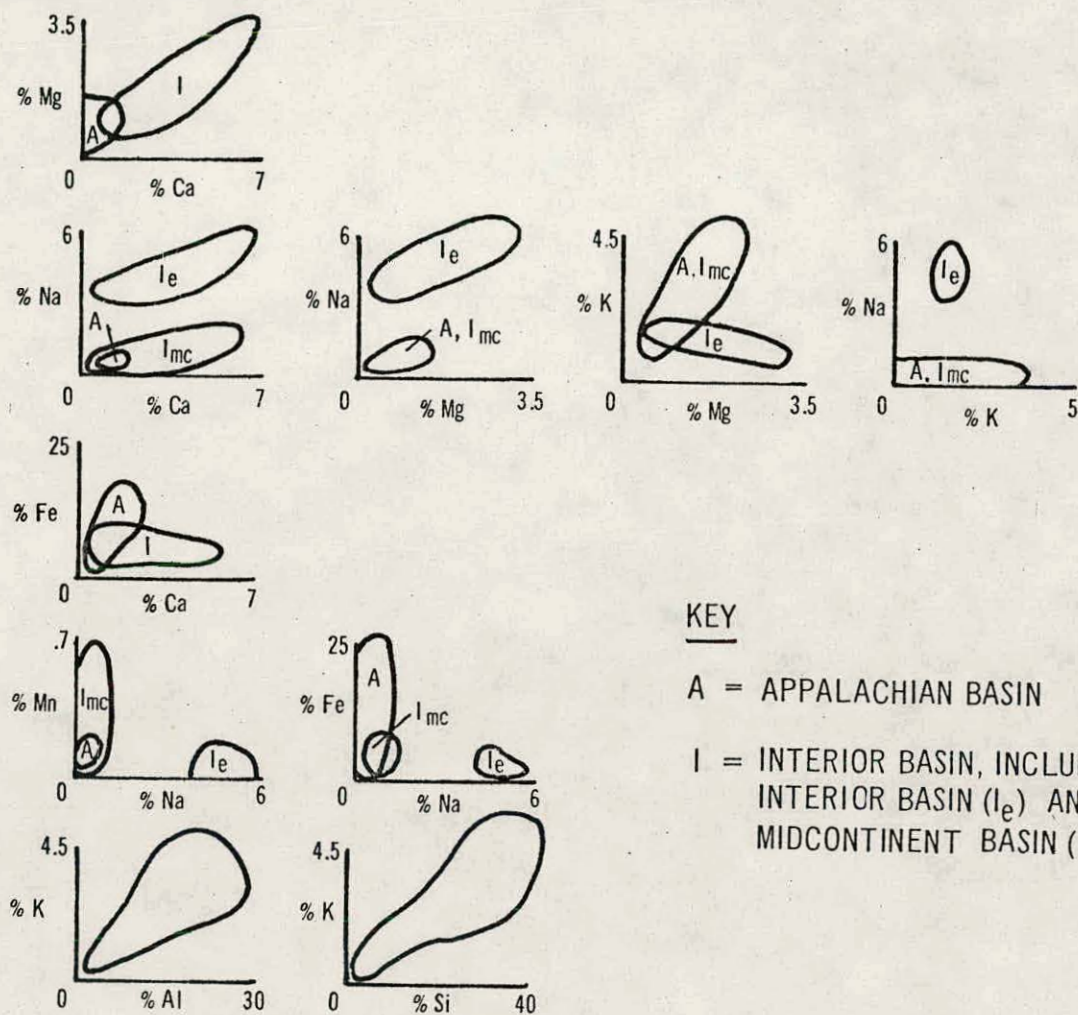 3.5
% Mg
I
A
0
% Ca
7
6
% Na
Ie
A
Imc
0
% Ca
7
6
% Na
Ie
A, Imc
0
% Mg
3.5
4.5
% K
A, Imc
Ie
0
% Mg
3.5
6
% Na
Ie
A, Imc
0
% K
5
25
% Fe
A
I
0
% Ca
7
.7
% Mn
Imc
A
Ie
0
% Na
6
25
% Fe
A
Imc
Ie
0
% Na
6
4.5
% K
0
% Al
30
4.5
% K
0
% Si
40
KEY
A = APPALACHIAN BASIN
I = INTERIOR BASIN, INCLU
INTERIOR BASIN (Ie) AN
MIDCONTINENT BASIN (